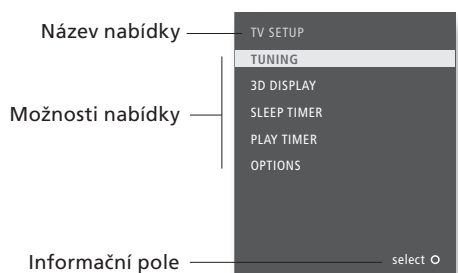 Název nabídky
TV SETUP
TUNING
3D DISPLAY
Možnosti nabídky
SLEEP TIMER
PLAY TIMER
OPTIONS
Informační pole
select